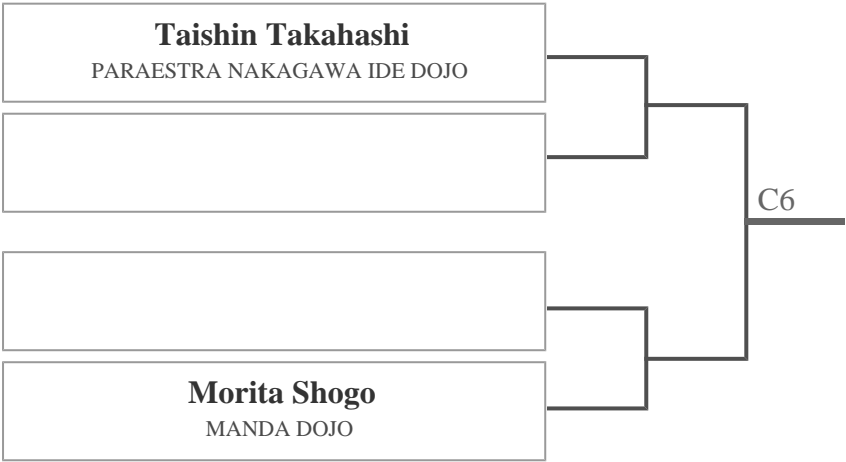 Taishin Takahashi
PARAESTRA NAKAGAWA IDE DOJO
C6
Morita Shogo
MANDA DOJO